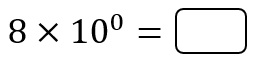 8 × 10⁰ =